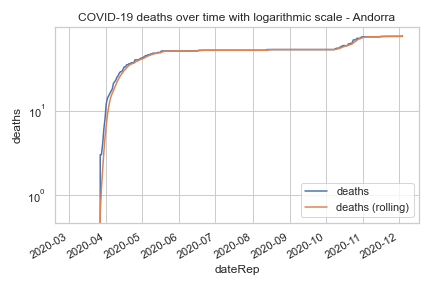 COVID-19 deaths over time with logarithmic scale - Andorra
deaths
10¹
10⁰
deaths
deaths (rolling)
2020-03
2020-04
2020-05
2020-06
2020-07
2020-08
2020-09
2020-10
2020-11
2020-12
dateRep